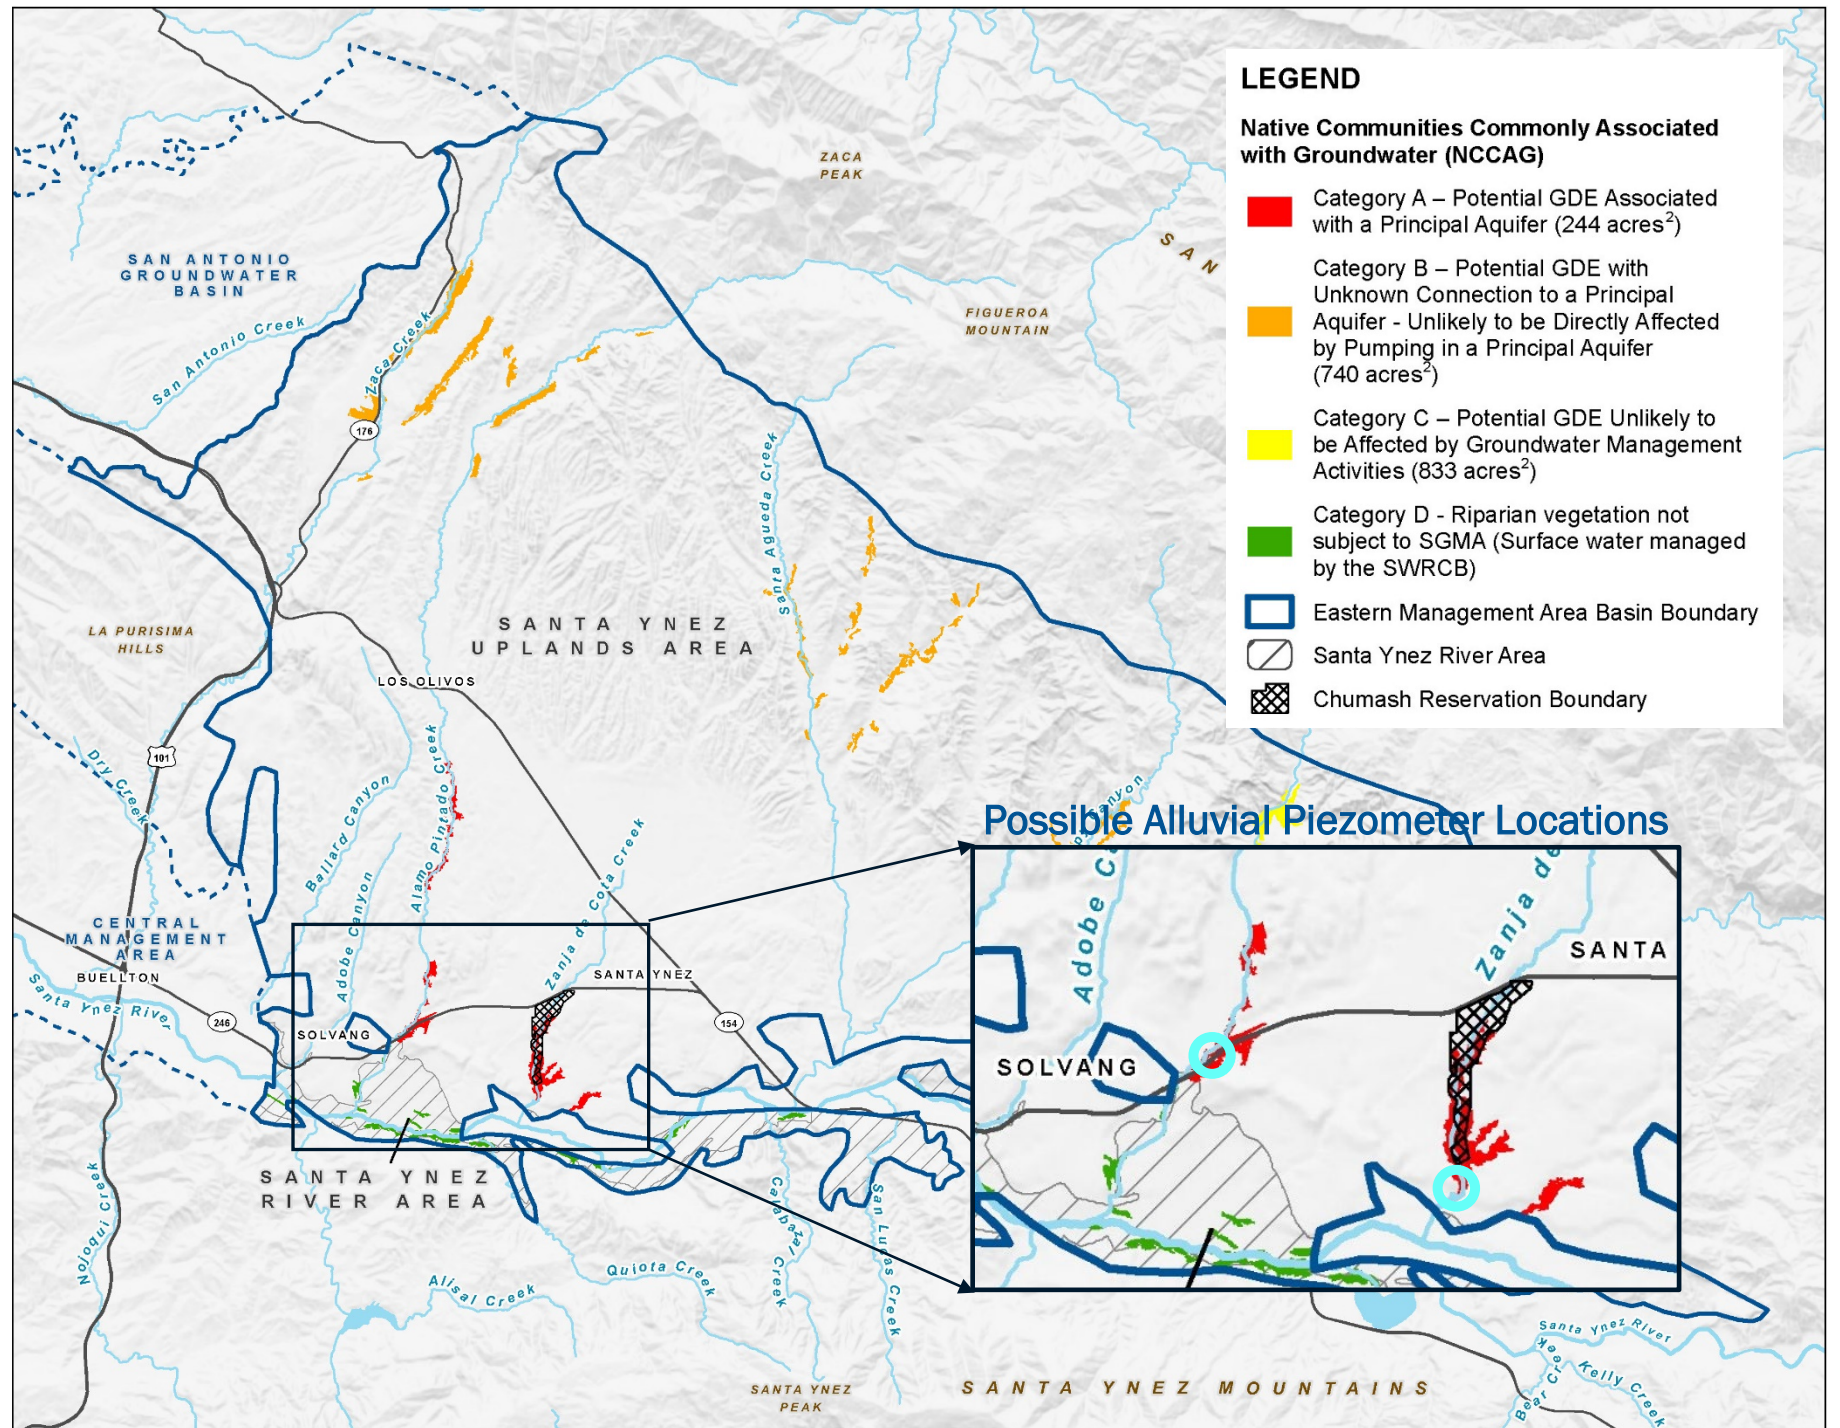 LEGEND
Native Communities Commonly Associated
with Groundwater (NCCAG)
Category A – Potential GDE Associated
with a Principal Aquifer (244 acres²)
Category B – Potential GDE with
Unknown Connection to a Principal
Aquifer - Unlikely to be Directly Affected
by Pumping in a Principal Aquifer
(740 acres²)
Category C – Potential GDE Unlikely to
be Affected by Groundwater Management
Activities (833 acres²)
Category D - Riparian vegetation not
subject to SGMA (Surface water managed
by the SWRCB)
Eastern Management Area Basin Boundary
Santa Ynez River Area
Chumash Reservation Boundary
ZACA
PEAK
SAN
SAN ANTONIO
GROUNDWATER
BASIN
San Antonio Creek
Zaca Creek
FIGUEROA
MOUNTAIN
176
Santa Agueda Creek
LA PURISIMA
HILLS
SANTA YNEZ
UPLANDS AREA
LOS OLIVOS
101
Dry Creek
Ballard Canyon
Alamo Pintado Creek
Adobe Canyon
Zanja de Cota Creek
Canyon
Possible Alluvial Piezometer Locations
CENTRAL
MANAGEMENT
AREA
BUELLTON
Santa Ynez River
246
SOLVANG
SANTA YNEZ
154
Adobe
Zanja de
SANTA
SOLVANG
SANTA YNEZ
RIVER AREA
Nojoqui Creek
Alisal Creek
Quiota Creek
Calabazal Creek
San Lucas Creek
Santa Ynez River
Bear Creek
Kelly Creek
SANTA YNEZ
PEAK
SANTA YNEZ MOUNTAINS